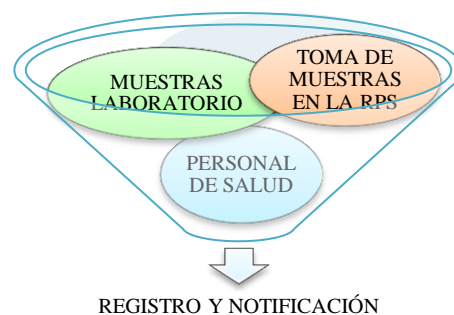 MUESTRAS
LABORATORIO
TOMA DE
MUESTRAS
EN LA RPS
PERSONAL
DE SALUD
REGISTRO Y NOTIFICACIÓN